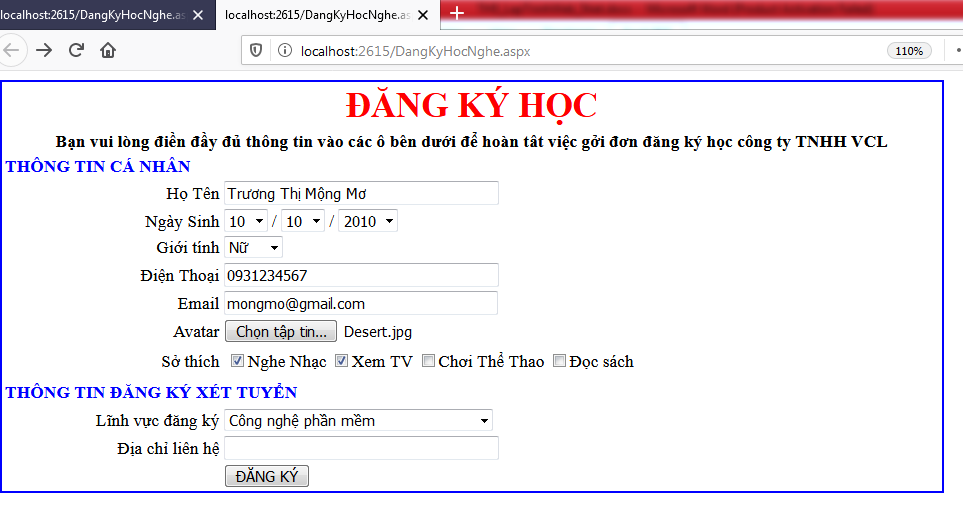 localhost:2615/DangKyHocNghe.as localhost:2615/DangKyHocNghe.as
localhost:2615/DangKyHocNghe.aspx 110%
ĐĂNG KÝ HỌC
Bạn vui lòng điền đầy đủ thông tin vào các ô bên dưới để hoàn tât việc gởi đơn đăng ký học công ty TNHH VCL
THÔNG TIN CÁ NHÂN
Họ Tên Trương Thị Mộng Mơ
Ngày Sinh 10 / 10 / 2010
Giới tính Nữ
Điện Thoại 0931234567
Email mongmo@gmail.com
Avatar Chọn tập tin... Desert.jpg
Sở thích Nghe Nhạc Xem TV Chơi Thể Thao Đọc sách
THÔNG TIN ĐĂNG KÝ XÉT TUYỂN
Lĩnh vực đăng ký Công nghệ phần mềm
Địa chỉ liên hệ
ĐĂNG KÝ